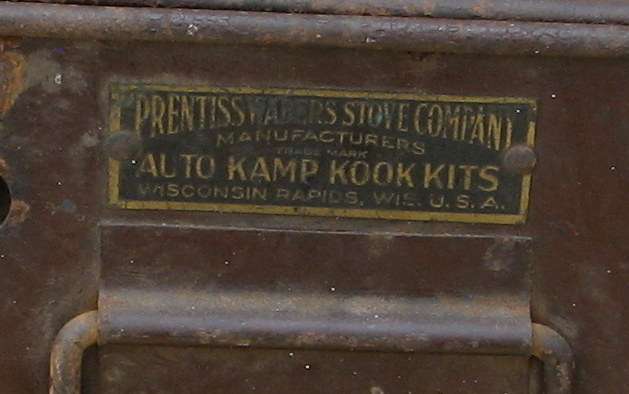 PRENTISS WABERS STOVE COMPANY
MANUFACTURERS
TRADE MARK
AUTO KAMP KOOK KITS
WISCONSIN RAPIDS, WIS. U. S. A.